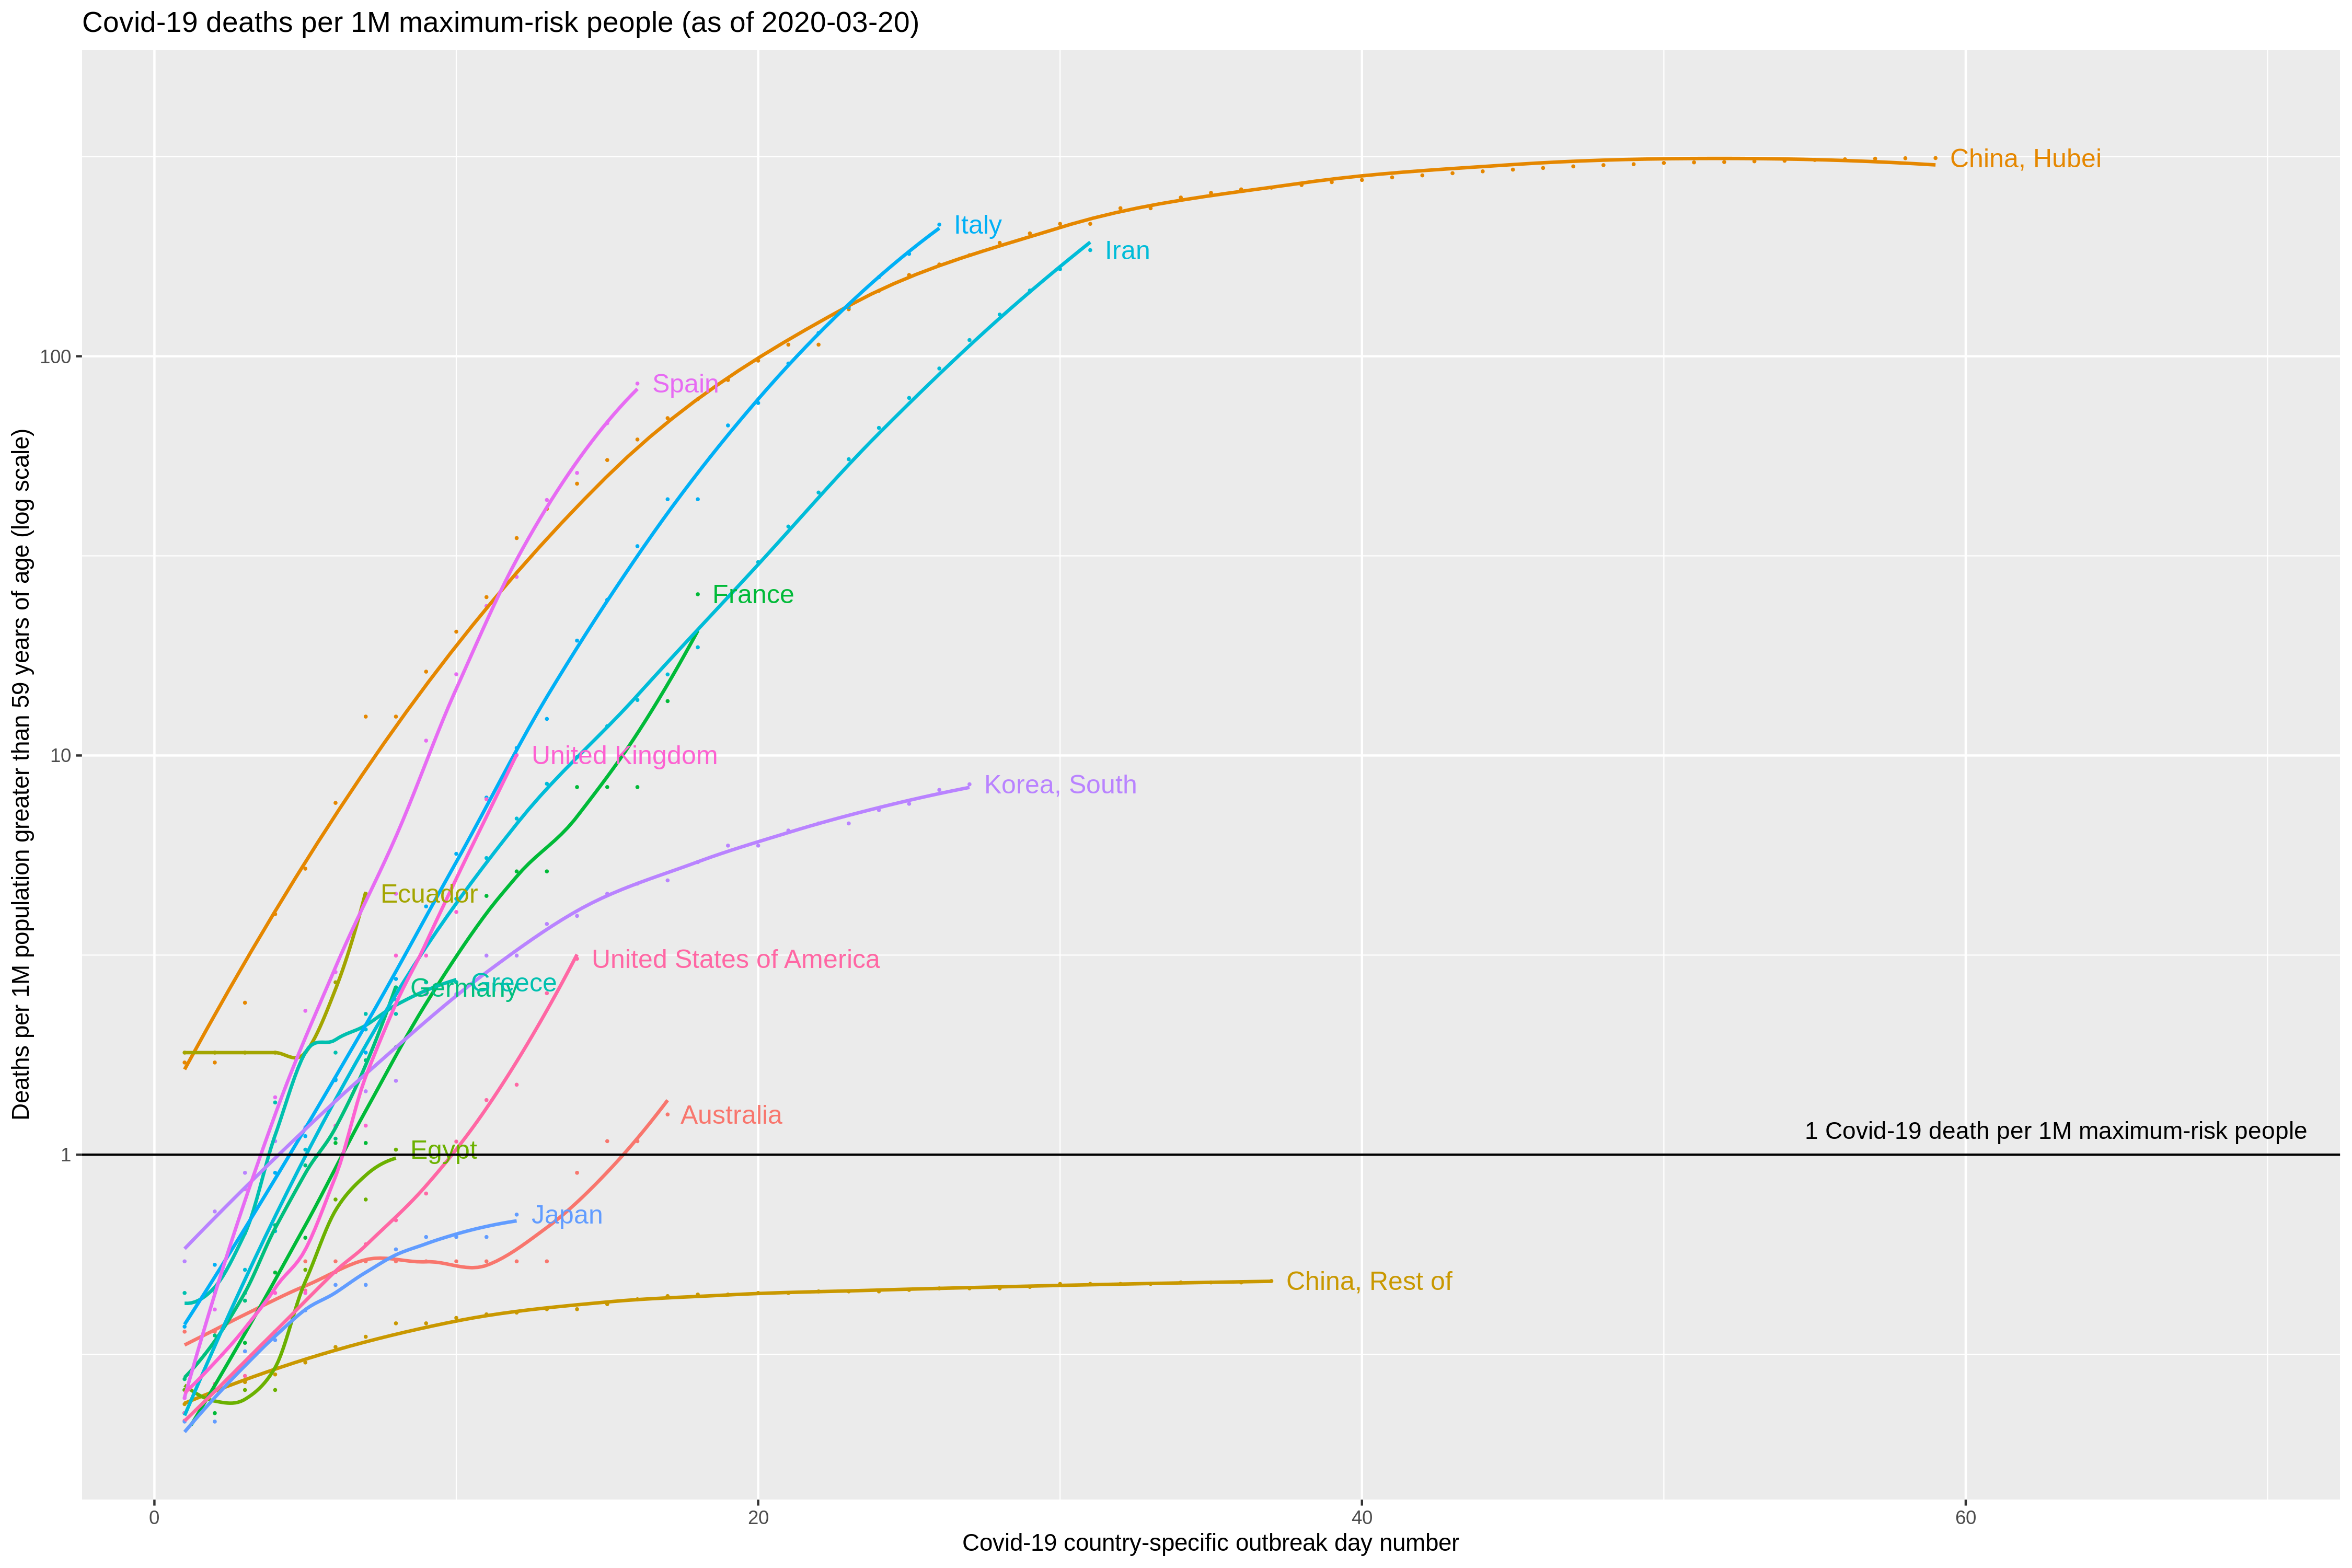 Covid-19 deaths per 1M maximum-risk people (as of 2020-03-20)
Deaths per 1M population greater than 59 years of age (log scale)
100
10
1
China, Hubei
Italy
Iran
Spain
France
United Kingdom
Korea, South
Ecuador
United States of America
Greece
Germany
Australia
1 Covid-19 death per 1M maximum-risk people
Egypt
Japan
China, Rest of
0
20
40
60
Covid-19 country-specific outbreak day number